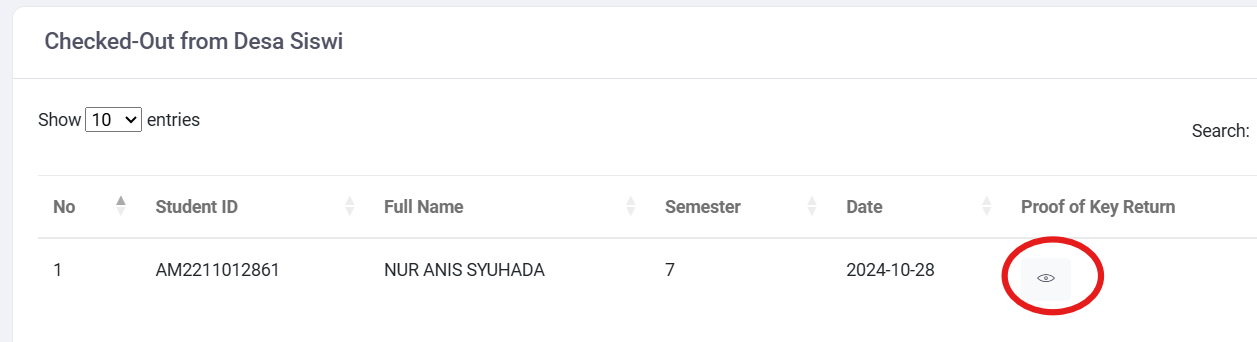 Checked-Out from Desa Siswi
Show 10 entries
Search:
No Student ID Full Name Semester Date Proof of Key Return
1 AM2211012861 NUR ANIS SYUHADA 7 2024-10-28